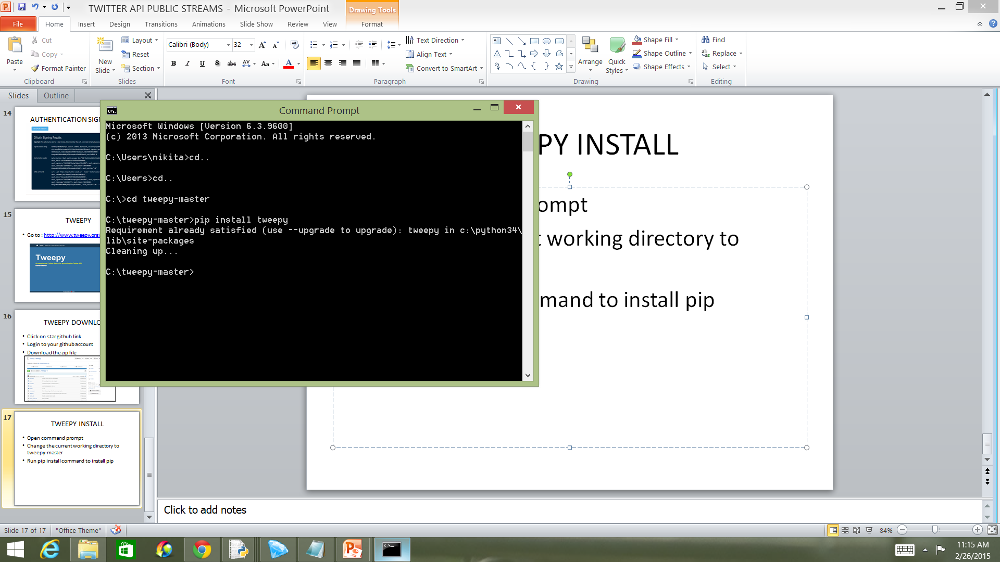 TWITTER API PUBLIC STREAMS - Microsoft PowerPoint
Drawing Tools
File Home Insert Design Transitions Animations Slide Show Review View Format
Paste
Cut
Copy
Format Painter
Clipboard
New Slide
Layout
Reset
Section
Slides
Calibri (Body) 32
B I U S abc AV Aa A
Font
Text Direction
Align Text
Convert to SmartArt
Paragraph
Arrange
Quick Styles
Shape Fill
Shape Outline
Shape Effects
Drawing
Find
Replace
Select
Editing
Slides Outline
14
AUTHENTICATION SIG
OAuth Signing Results
15
TWEEPY
• Go to : http://www.tweepy.org/
Tweepy
16
TWEEPY DOWNLO
• Click on star github link
• Login to your github account
• Download the zip file
17
TWEEPY INSTALL
• Open command prompt
• Change the current working directory to
tweepy-master
• Run pip install command to install pip
Command Prompt
Microsoft Windows [Version 6.3.9600]
(c) 2013 Microsoft Corporation. All rights reserved.
C:\Users\nikita>cd..
C:\Users>cd..
C:\>cd tweepy-master
C:\tweepy-master>pip install tweepy
Requirement already satisfied (use --upgrade to upgrade): tweepy in c:\python34\
lib\site-packages
Cleaning up...
C:\tweepy-master>
PY INSTALL
ompt
t working directory to
mand to install pip
Click to add notes
Slide 17 of 17 "Office Theme" 84%
11:15 AM
2/26/2015